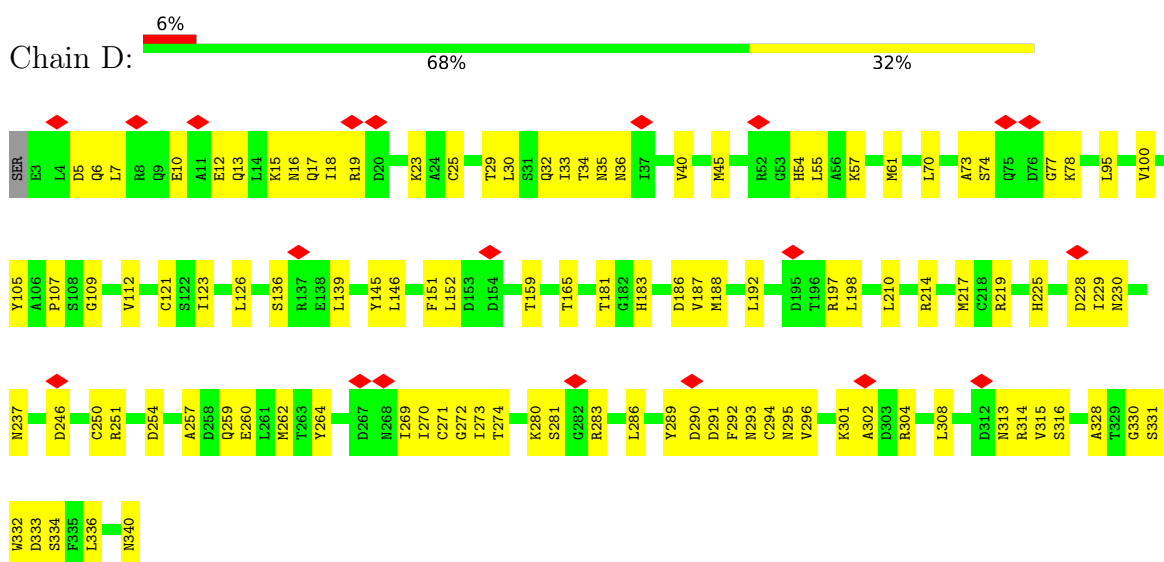 6%
Chain D:
68% 32%
SER E3 L4 D5 Q6 L7 R8 Q9 E10 A11 E12 Q13 L14 K15 N16 Q17 I18 R19 D20 K23 A24 C25 T29 L30 S31 Q32 I33 T34 N35 N36 I37 V40 M45 R52 G53 H54 L55 A56 K57 M61 L70 A73 S74 Q75 D76 G77 K78 L95 V100
Y105 A106 P107 S108 G109 V112 C121 S122 I123 L126 S136 R137 E138 L139 Y145 L146 F151 L152 D153 D154 T159 T165 T181 G182 H183 D186 V187 M188 L192 D195 T196 R197 L198 L210 R214 M217 C218 R219 H225 D228 I229 N230
N237 D246 C250 R251 D254 A257 D258 Q259 E260 L261 M262 T263 Y264 D267 N268 I269 I270 C271 G272 I273 T274 K280 S281 G282 R283 L286 Y289 D290 D291 F292 N293 C294 N295 V296 K301 A302 D303 R304 L308 D312 N313 R314 V315 S316 A328 T329 G330 S331
W332 D333 S334 F335 L336 N340